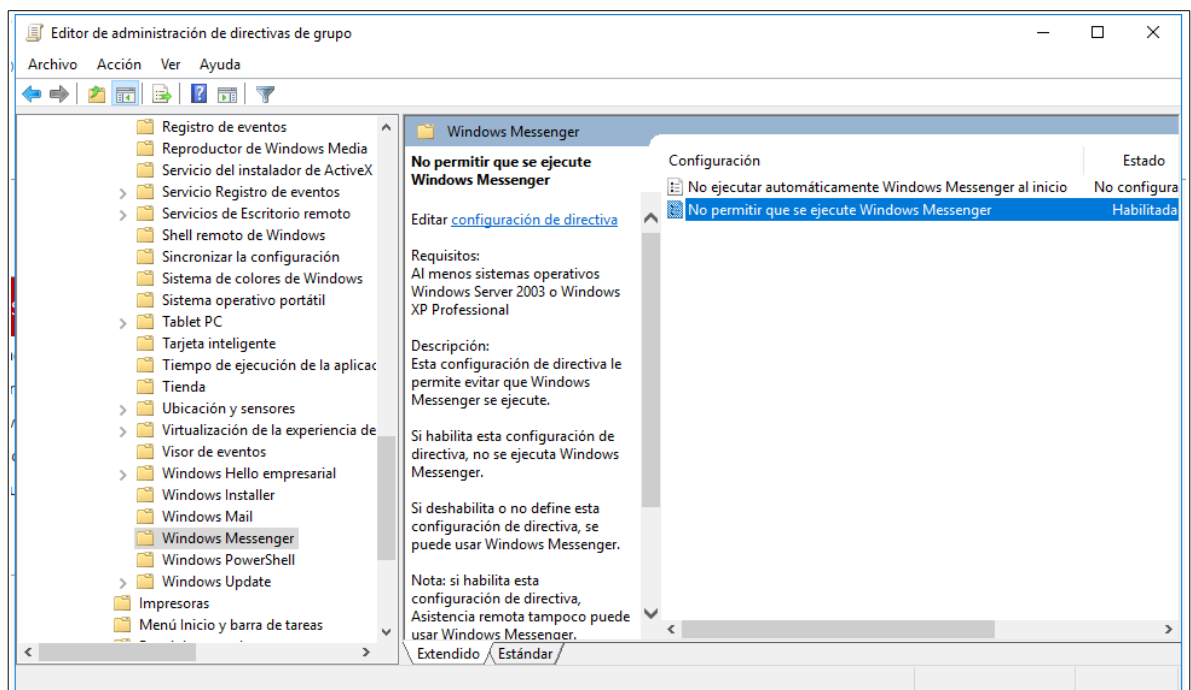 Editor de administración de directivas de grupo
Archivo Acción Ver Ayuda
Registro de eventos
Reproductor de Windows Media
Servicio del instalador de ActiveX
Servicio Registro de eventos
Servicios de Escritorio remoto
Shell remoto de Windows
Sincronizar la configuración
Sistema de colores de Windows
Sistema operativo portátil
Tablet PC
Tarjeta inteligente
Tiempo de ejecución de la aplicac
Tienda
Ubicación y sensores
Virtualización de la experiencia de
Visor de eventos
Windows Hello empresarial
Windows Installer
Windows Mail
Windows Messenger
Windows PowerShell
Windows Update
Impresoras
Menú Inicio y barra de tareas
Windows Messenger
No permitir que se ejecute
Windows Messenger
Editar configuración de directiva
Requisitos:
Al menos sistemas operativos
Windows Server 2003 o Windows
XP Professional
Descripción:
Esta configuración de directiva le
permite evitar que Windows
Messenger se ejecute.
Si habilita esta configuración de
directiva, no se ejecuta Windows
Messenger.
Si deshabilita o no define esta
configuración de directiva, se
puede usar Windows Messenger.
Nota: si habilita esta
configuración de directiva,
Asistencia remota tampoco puede
usar Windows Messenger.
Configuración Estado
No ejecutar automáticamente Windows Messenger al inicio No configura
No permitir que se ejecute Windows Messenger Habilitada
Extendido Estándar